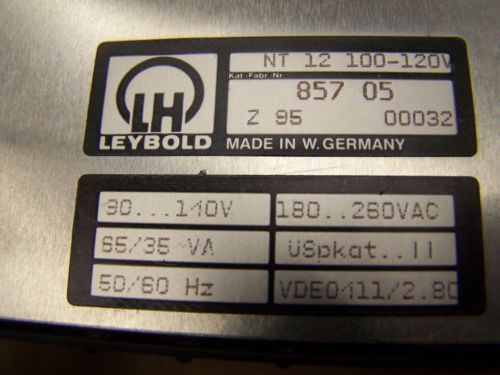 NT 12 100-120V
LH
LEYBOLD
Kat-Fabr-Nr
857 05
Z 95 00032
MADE IN W. GERMANY
90...140V 180..260VAC
65/35 VA üSpkat..II
50/60 Hz VDE0411/2.80